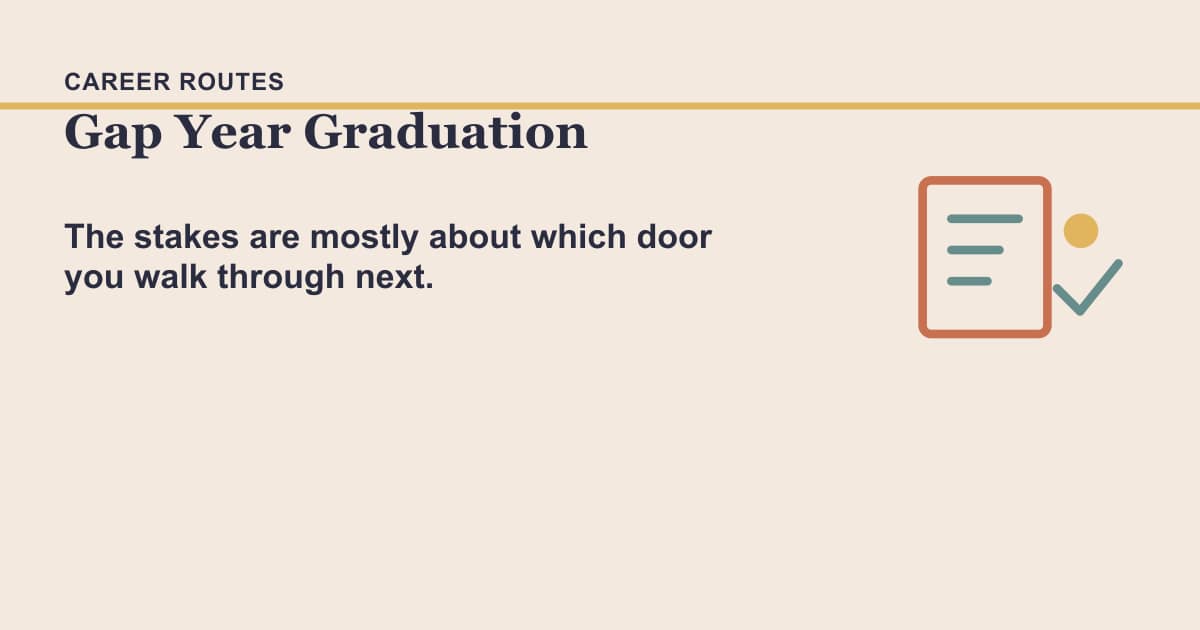 CAREER ROUTES
Gap Year Graduation
The stakes are mostly about which door
you walk through next.